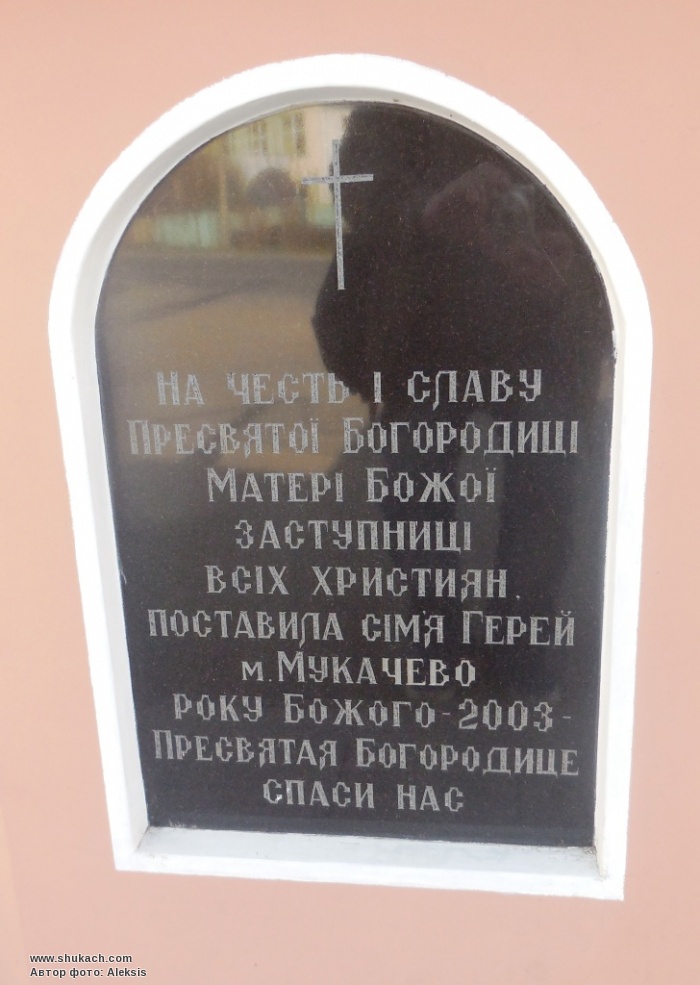 На честь і славу
Пресвятої Богородиці
Матері Божої
заступниці
всіх християн.
поставила сім'я Герей
м.Мукачево
року Божого-2003-
Пресвятая Богородице
спаси нас
www.shukach.com
Автор фото: Aleksis